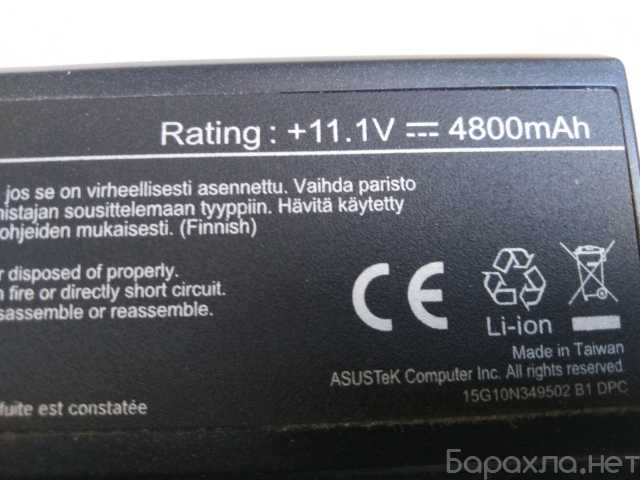 Rating : +11.1V ⎓ 4800mAh
jos se on virheellisesti asennettu. Vaihda paristo
nistajan sousittelemaan tyyppiin. Hävitä käytetty
ohjeiden mukaisesti. (Finnish)
r disposed of properly.
n fire or directly short circuit.
sassemble or reassemble.
CE
Li-ion
Made in Taiwan
ASUSTeK Computer Inc. All rights reserved
15G10N349502 B1 DPC
fuite est constatée
Барахла.нет